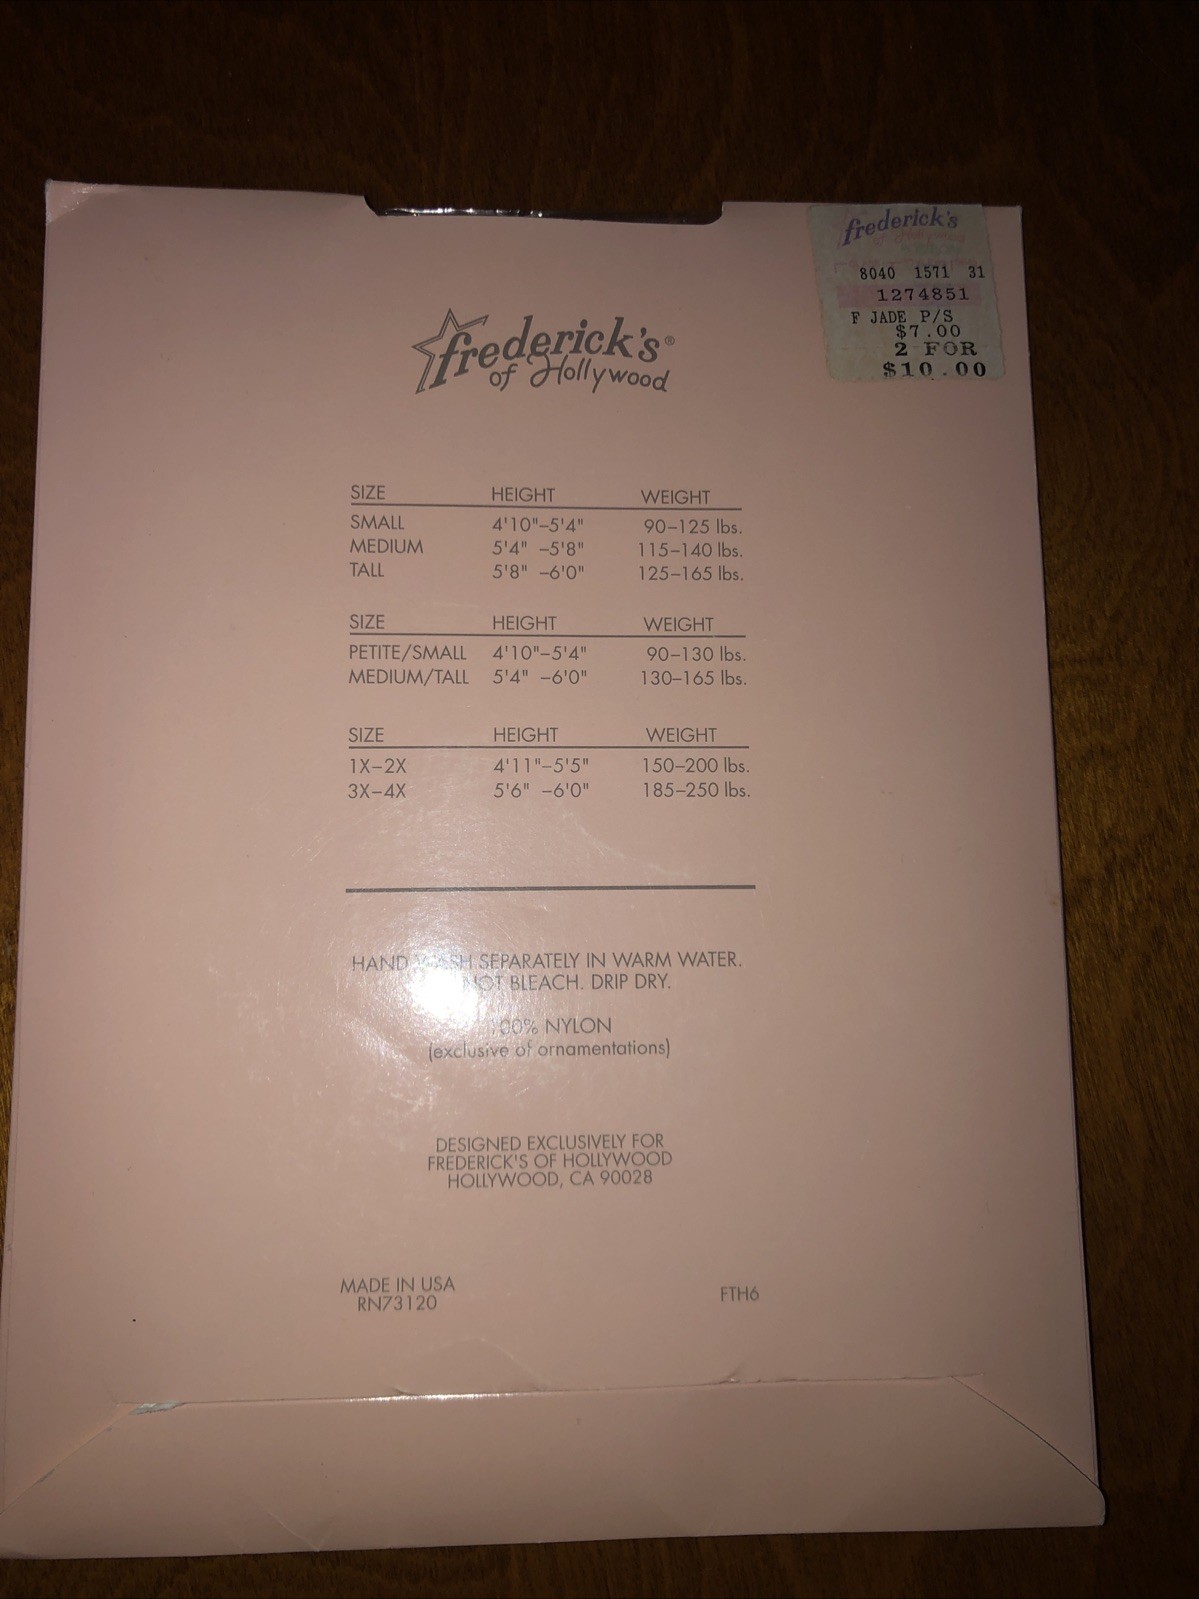 frederick's
of Hollywood
8040 1571 31
1274851
F JADE P/S
$7.00
2 FOR
$10.00
frederick's®
of Hollywood
SIZE HEIGHT WEIGHT
SMALL 4'10"–5'4" 90–125 lbs.
MEDIUM 5'4" –5'8" 115–140 lbs.
TALL 5'8" –6'0" 125–165 lbs.
SIZE HEIGHT WEIGHT
PETITE/SMALL 4'10"–5'4" 90–130 lbs.
MEDIUM/TALL 5'4" –6'0" 130–165 lbs.
SIZE HEIGHT WEIGHT
1X–2X 4'11"–5'5" 150–200 lbs.
3X–4X 5'6" –6'0" 185–250 lbs.
HAND WASH SEPARATELY IN WARM WATER.
NOT BLEACH. DRIP DRY.
100% NYLON
(exclusive of ornamentations)
DESIGNED EXCLUSIVELY FOR
FREDERICK'S OF HOLLYWOOD
HOLLYWOOD, CA 90028
MADE IN USA
RN73120
FTH6